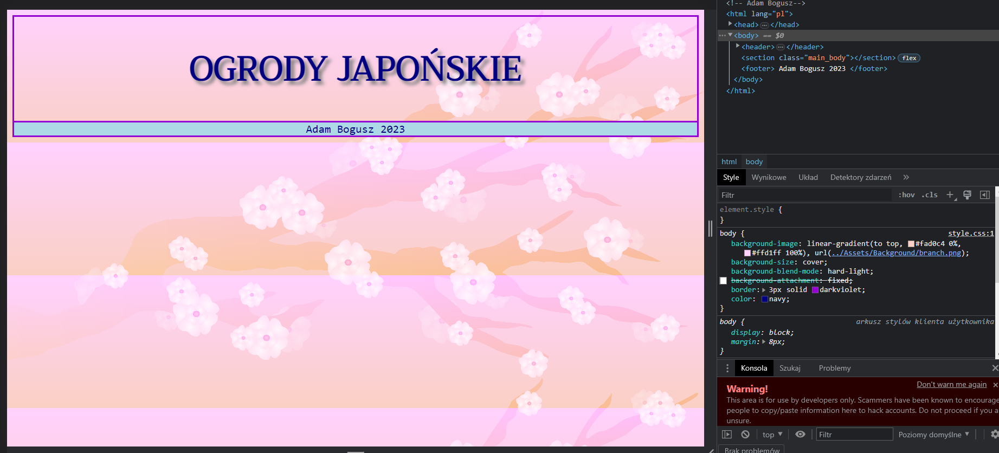 OGRODY JAPOŃSKIE
Adam Bogusz 2023
<!-- Adam Bogusz-->
<html lang="pl">
<head> ⋯ </head>
⋯ <body> == $0
<header> ⋯ </header>
<section class="main_body"></section> flex
<footer> Adam Bogusz 2023 </footer>
</body>
</html>
html body
Style Wynikowe Układ Detektory zdarzeń »
Filtr :hov .cls +
element.style {
}
body { style.css:1
background-image: linear-gradient(to top, #fad0c4 0%,
#ffd1ff 100%), url(../Assets/Background/branch.png);
background-size: cover;
background-blend-mode: hard-light;
background-attachment: fixed;
border: 3px solid darkviolet;
color: navy;
}
body { arkusz stylów klienta użytkownika
display: block;
margin: 8px;
}
Konsola Szukaj Problemy
Warning! Don't warn me again
This area is for use by developers only. Scammers have been known to encourage
people to copy/paste information here to hack accounts. Do not proceed if you a
unsure.
top Filtr Poziomy domyślne
Brak problemów